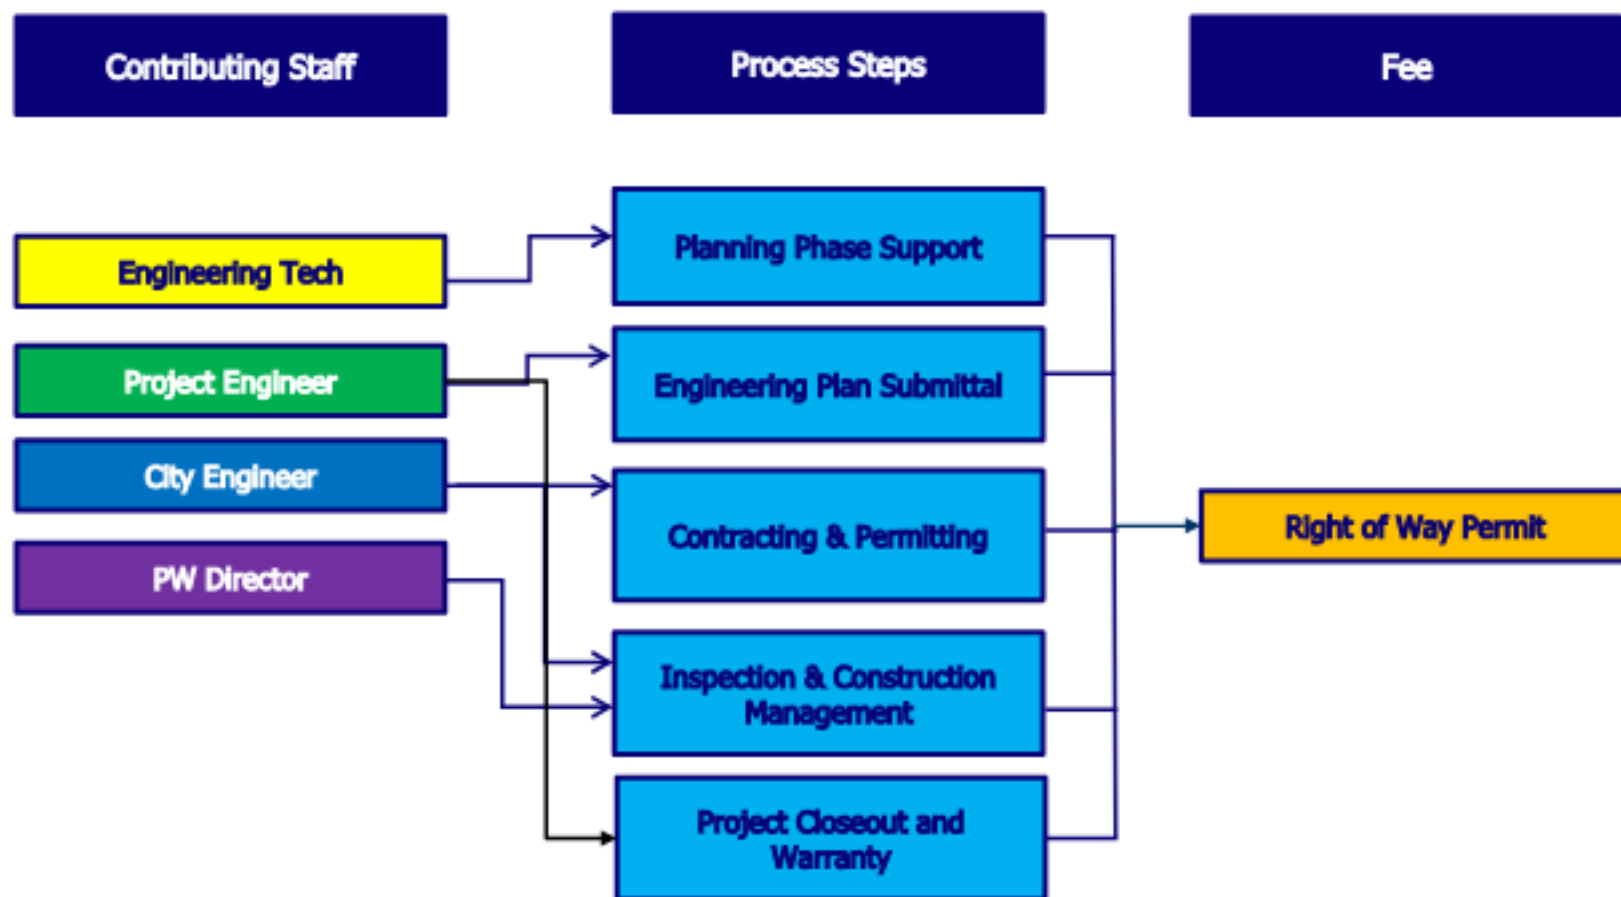 Contributing Staff
Process Steps
Fee
Engineering Tech
Project Engineer
City Engineer
PW Director
Planning Phase Support
Engineering Plan Submittal
Contracting & Permitting
Inspection & Construction
Management
Project Closeout and
Warranty
Right of Way Permit